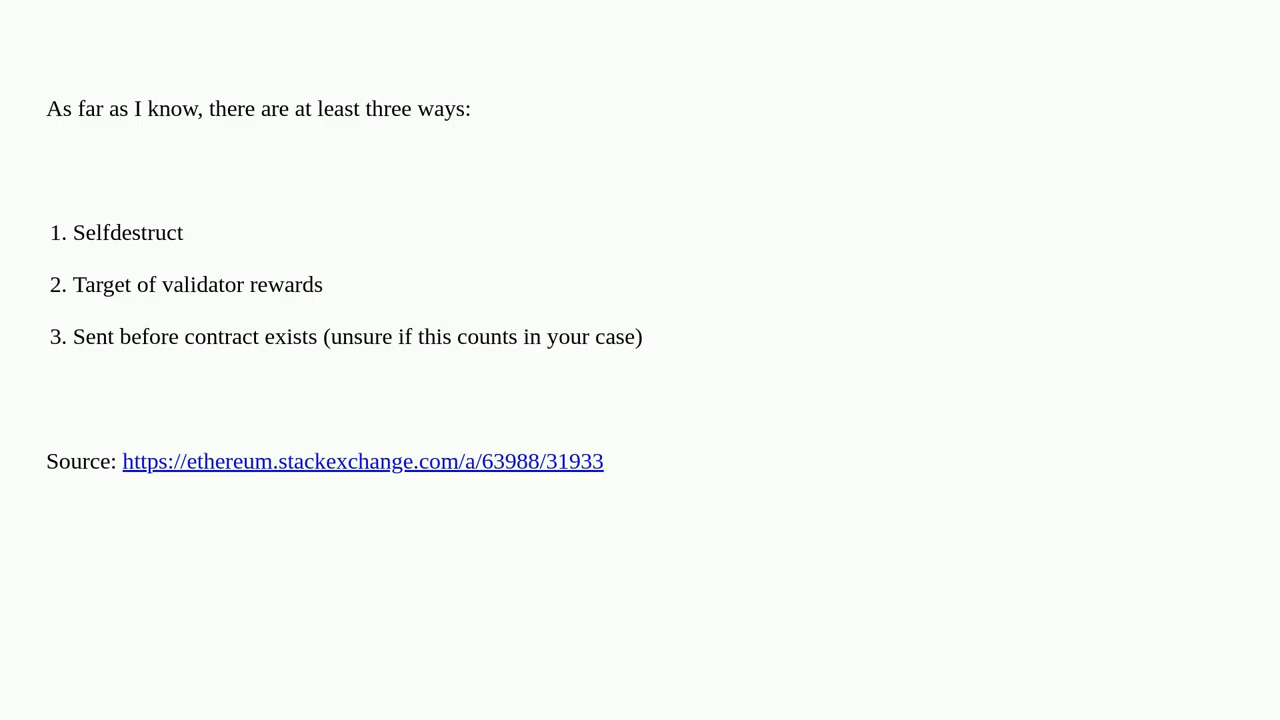 As far as I know, there are at least three ways:
1. Selfdestruct
2. Target of validator rewards
3. Sent before contract exists (unsure if this counts in your case)
Source: https://ethereum.stackexchange.com/a/63988/31933